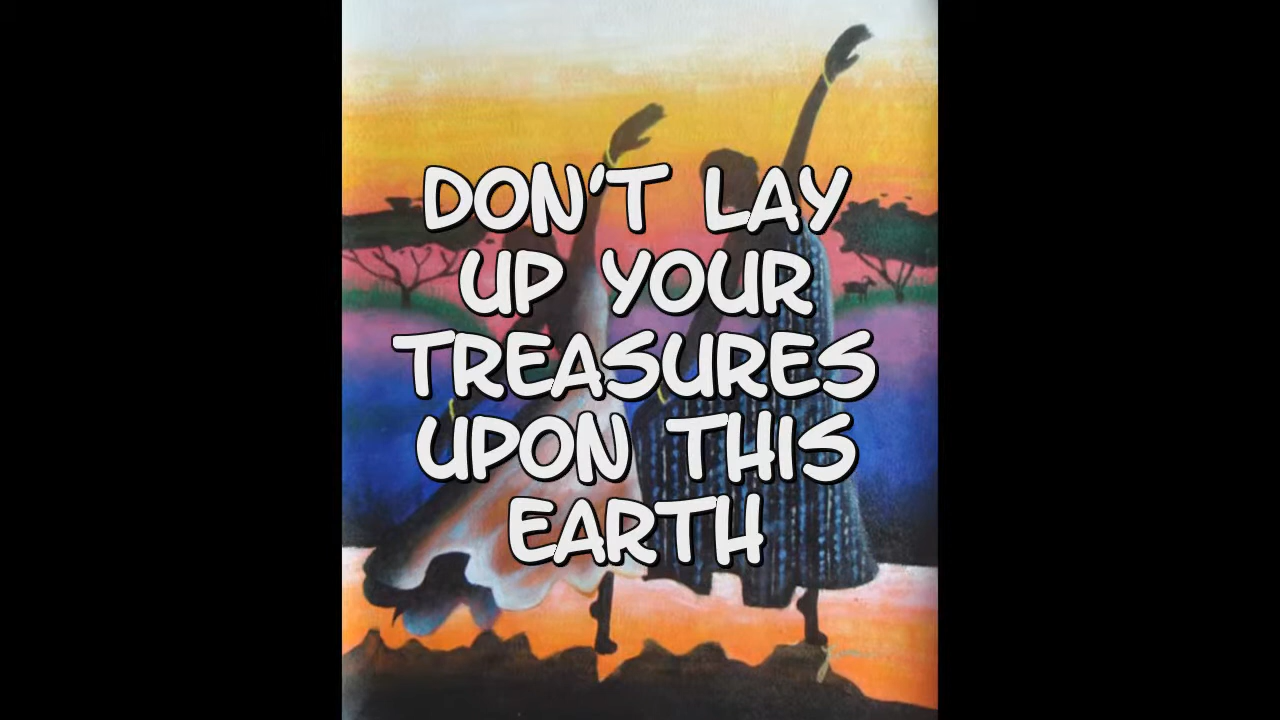 DON'T LAY
UP YOUR
TREASURES
UPON THIS
EARTH